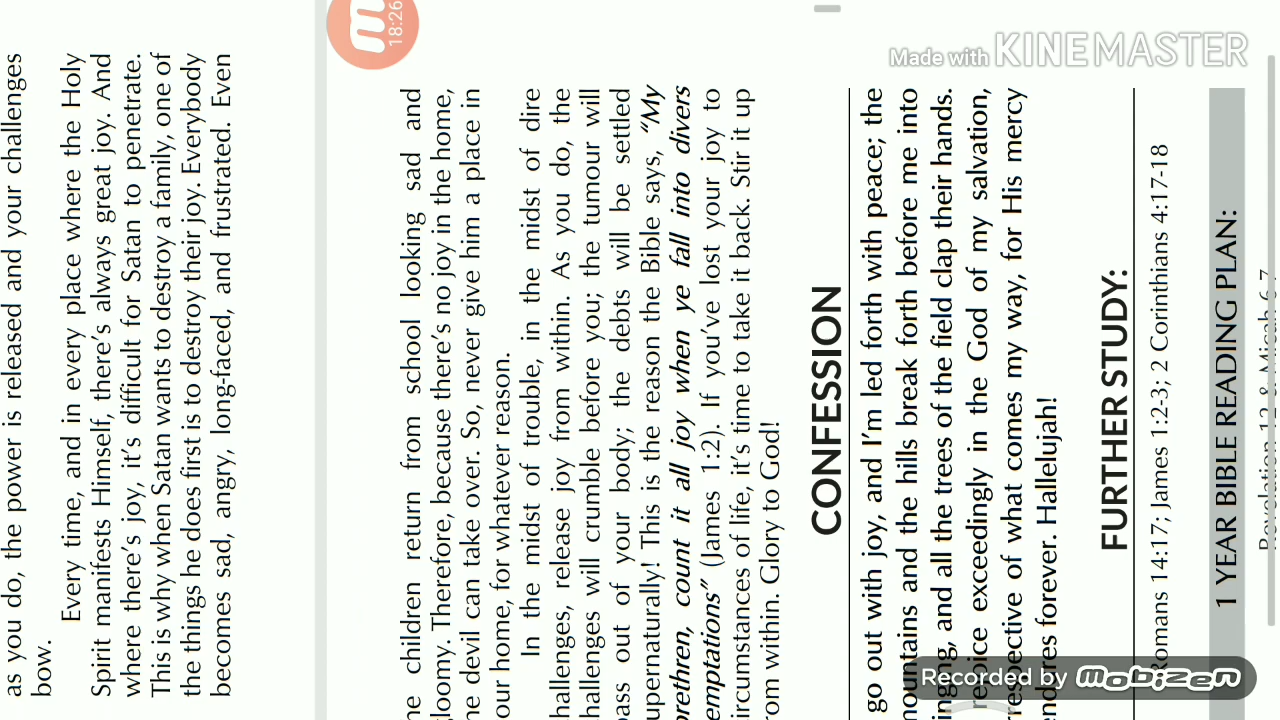 as you do, the power is released and your challenges
bow.
Every time, and in every place where the Holy
Spirit manifests Himself, there's always great joy. And
where there's joy, it's difficult for Satan to penetrate.
This is why when Satan wants to destroy a family, one of
the things he does first is to destroy their joy. Everybody
becomes sad, angry, long-faced, and frustrated. Even
18:26
children return from school looking sad and
gloomy. Therefore, because there's no joy in the home,
devil can take over. So, never give him a place in
your home, for whatever reason.
In the midst of trouble, in the midst of dire
challenges, release joy from within. As you do, the
challenges will crumble before you; the tumour will
pass out of your body; the debts will be settled
supernaturally! This is the reason the Bible says, "My
brethren, count it all joy when ye fall into divers
temptations" (James 1:2). If you've lost your joy to
circumstances of life, it's time to take it back. Stir it up
from within. Glory to God!
CONFESSION
go out with joy, and I'm led forth with peace; the
mountains and the hills break forth before me into
and all the trees of the field clap their hands.
rejoice exceedingly in the God of my salvation,
irrespective of what comes my way, for His mercy
endures forever. Hallelujah!
FURTHER STUDY:
Romans 14:17; James 1:2-3; 2 Corinthians 4:17-18
1 YEAR BIBLE READING PLAN:
Made with KINEMASTER
Recorded by mobizen